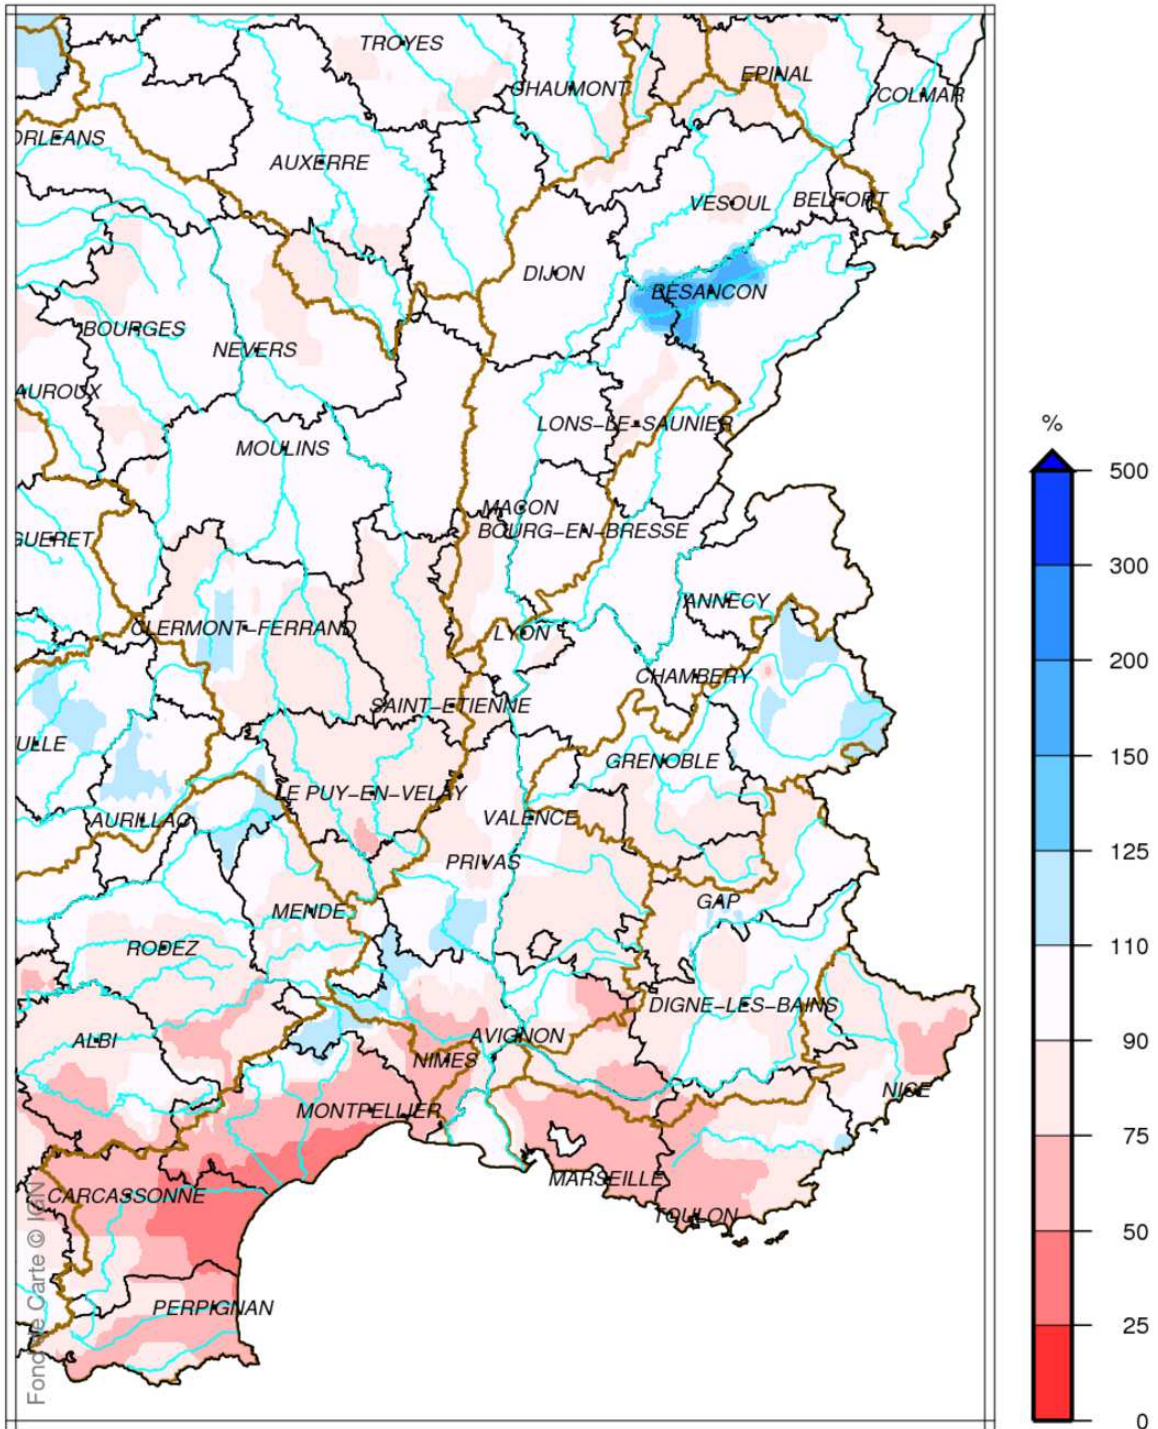 TROYES
EPINAL
CHAUMONT
COLMAR
ORLEANS
AUXERRE
VESOUL BELFORT
DIJON
BESANCON
BOURGES
NEVERS
AUROUX
LONS-LE-SAUNIER
MOULINS
MACON
BOURG-EN-BRESSE
GUERET
ANNECY
CLERMONT-FERRAND
LYON
CHAMBERY
SAINT-ETIENNE
ULLE
GRENOBLE
LE PUY-EN-VELAY
AURILLAC
VALENCE
PRIVAS
GAP
MENDE
RODEZ
DIGNE-LES-BAINS
ALBI
AVIGNON
NIMES
NICE
MONTPELLIER
MARSEILLE
CARCASSONNE
TOULON
PERPIGNAN
Fond de Carte © IGN
%
500
300
200
150
125
110
90
75
50
25
0